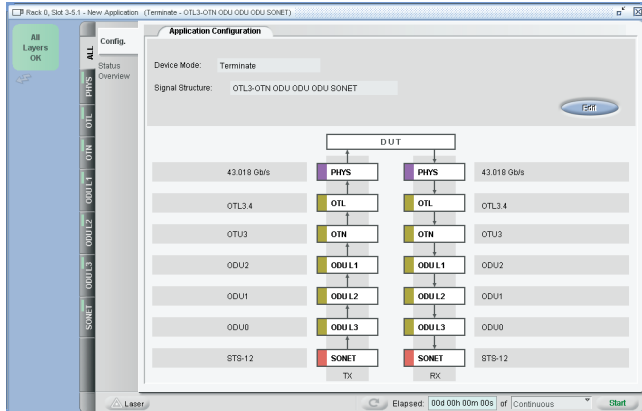 Rack 0, Slot 3-5.1 - New Application (Terminate - OTL3-OTN ODU ODU ODU SONET)
All
Layers
OK
ALL
PHYS
OTL
OTN
ODU L1
ODU L2
ODU L3
SONET
Config.
Status
Overview
Application Configuration
Device Mode: Terminate
Signal Structure: OTL3-OTN ODU ODU ODU SONET
Edit
DUT
43.018 Gb/s PHYS PHYS 43.018 Gb/s
OTL3.4 OTL OTL OTL3.4
OTU3 OTN OTN OTU3
ODU2 ODU L1 ODU L1 ODU2
ODU1 ODU L2 ODU L2 ODU1
ODU0 ODU L3 ODU L3 ODU0
STS-12 SONET SONET STS-12
TX RX
Laser Elapsed: 00d 00h 00m 00s of Continuous Start